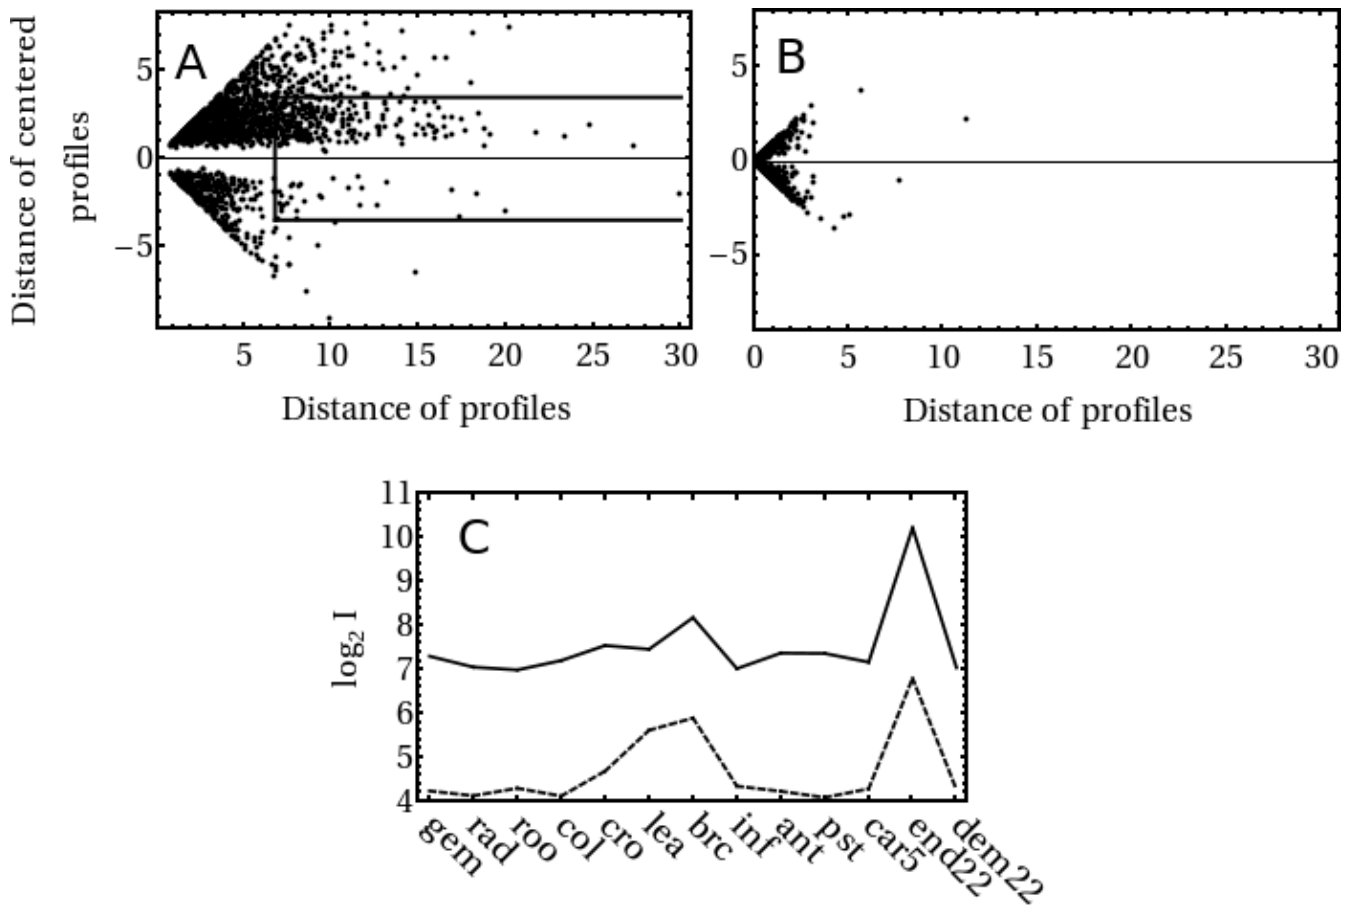 Distance of centered
profiles
A
5
0
−5
5 10 15 20 25 30
Distance of profiles
B
5
0
−5
0 5 10 15 20 25 30
Distance of profiles
C
log₂ I
11
10
9
8
7
6
5
4
gem rad roo col cro lea brc inf ant pst car5 end22 dem22